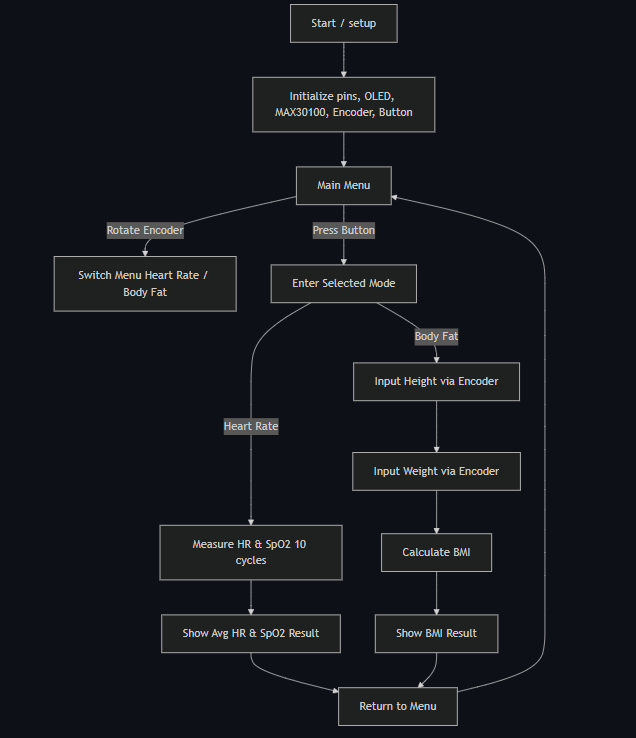 Start / setup
Initialize pins, OLED,
MAX30100, Encoder, Button
Main Menu
Rotate Encoder
Press Button
Switch Menu Heart Rate /
Body Fat
Enter Selected Mode
Body Fat
Input Height via Encoder
Heart Rate
Input Weight via Encoder
Measure HR & SpO2 10
cycles
Calculate BMI
Show Avg HR & SpO2 Result
Show BMI Result
Return to Menu